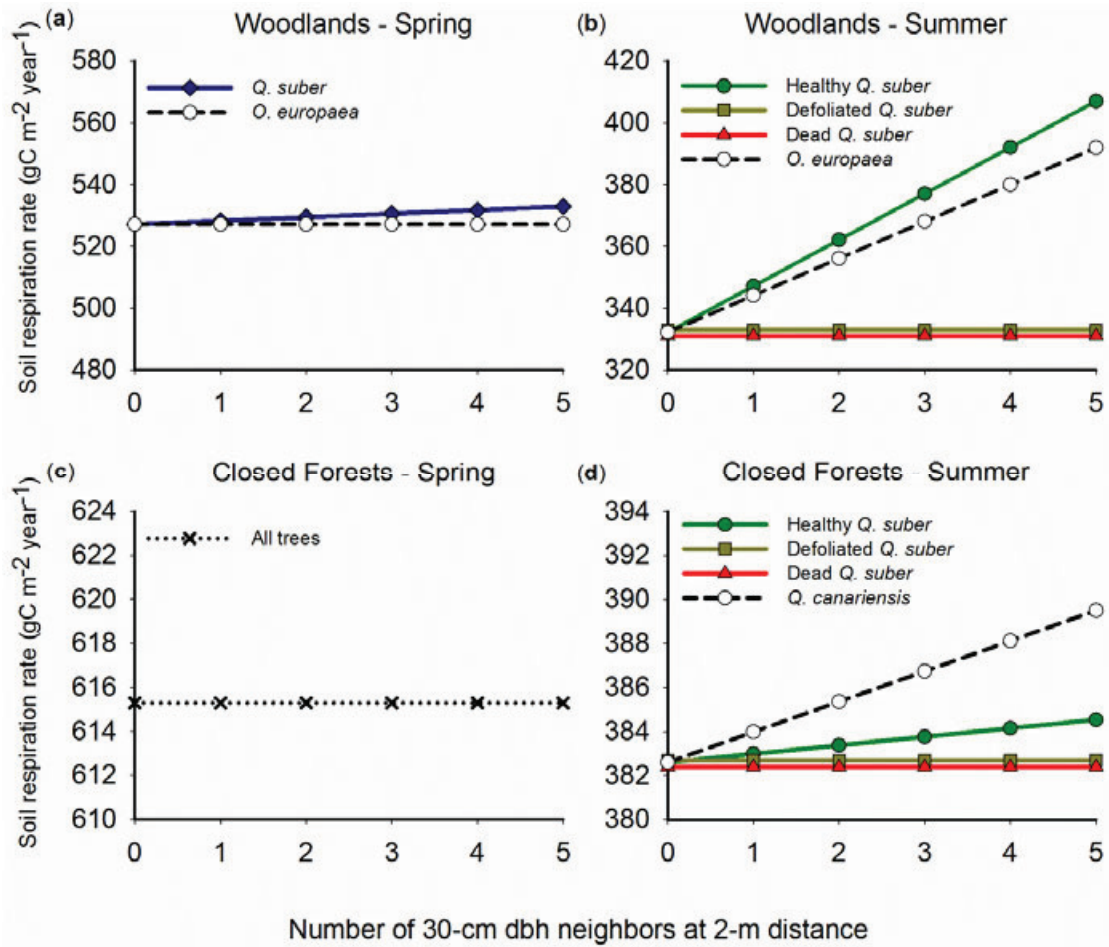 (a) Woodlands - Spring
Soil respiration rate (gC m⁻² year⁻¹)
580
560
540
520
500
480
Q. suber
O. europaea
0 1 2 3 4 5
(b) Woodlands - Summer
420
400
380
360
340
320
Healthy Q. suber
Defoliated Q. suber
Dead Q. suber
O. europaea
0 1 2 3 4 5
(c) Closed Forests - Spring
Soil respiration rate (gC m⁻² year⁻¹)
624
622
620
618
616
614
612
610
All trees
0 1 2 3 4 5
(d) Closed Forests - Summer
394
392
390
388
386
384
382
380
Healthy Q. suber
Defoliated Q. suber
Dead Q. suber
Q. canariensis
0 1 2 3 4 5
Number of 30-cm dbh neighbors at 2-m distance